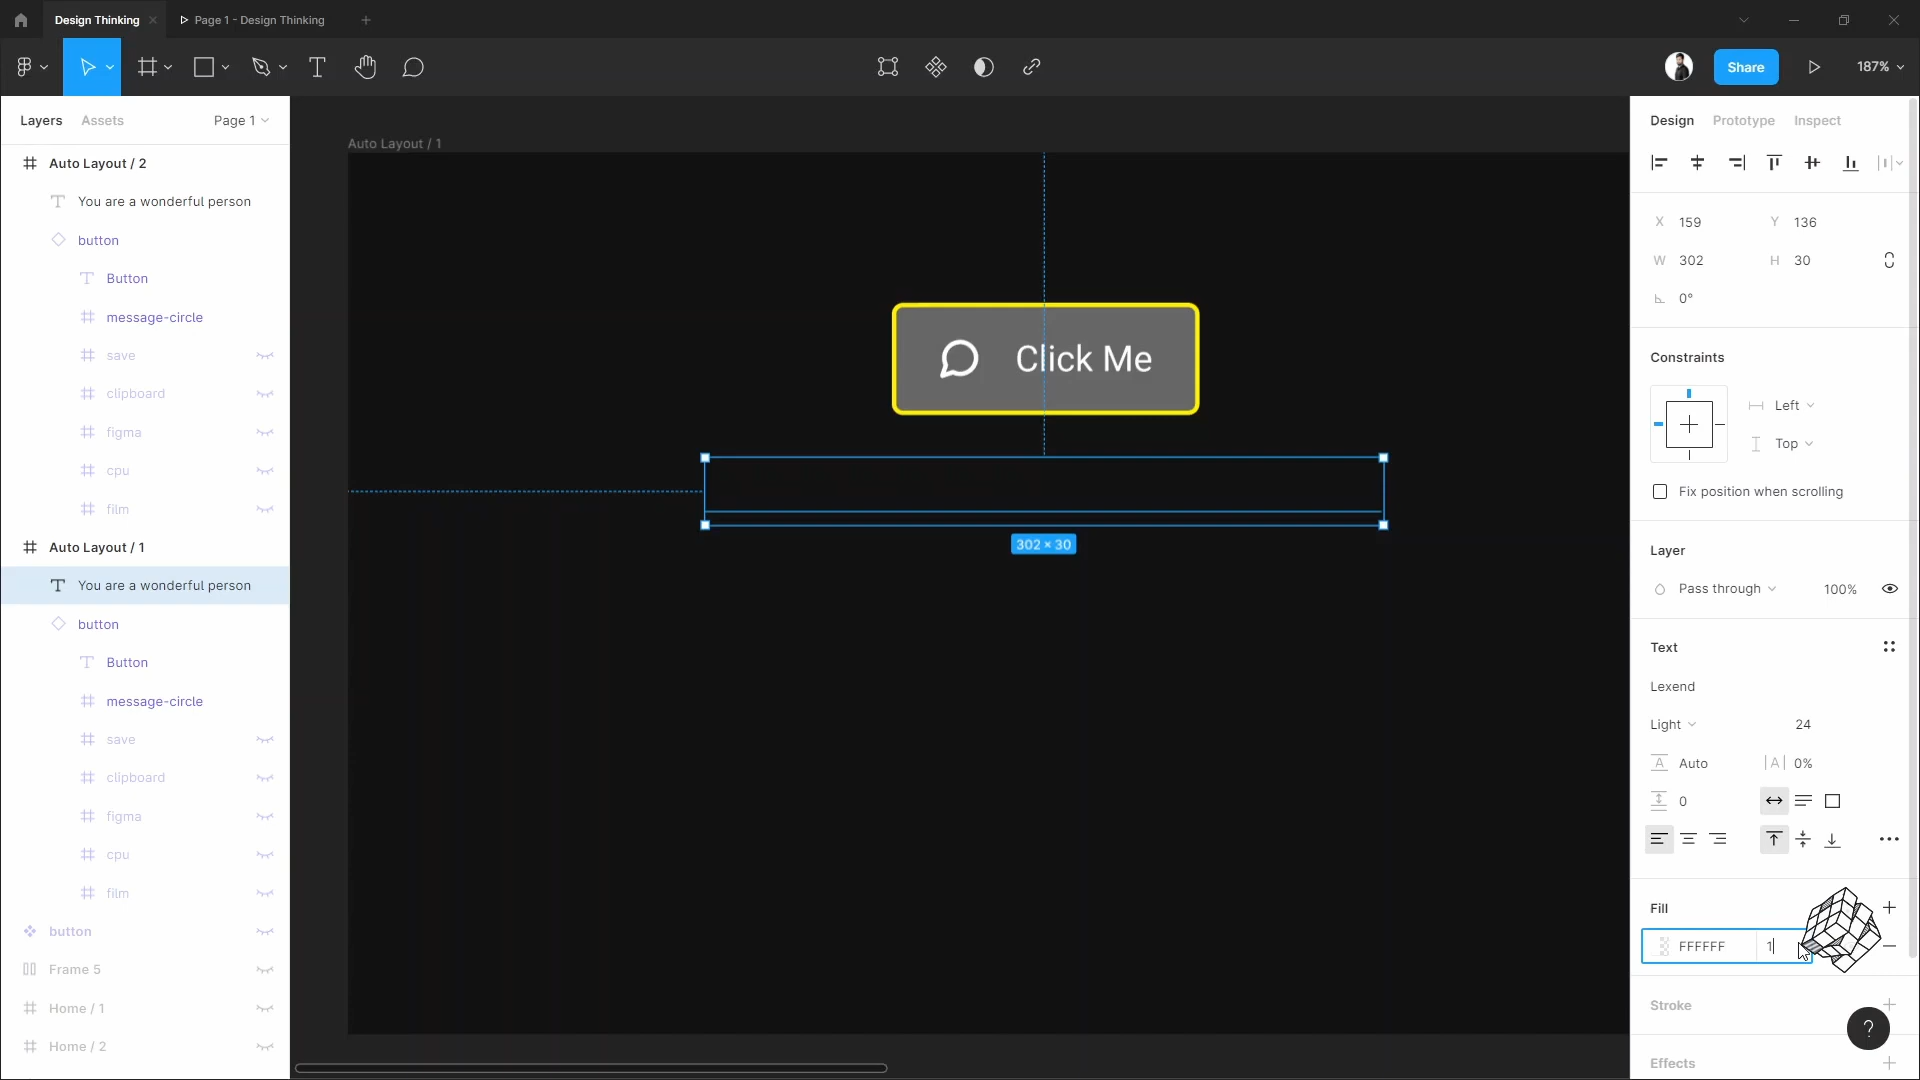 Design Thinking
Page 1 - Design Thinking
Share
187%
Layers
Assets
Page 1
Auto Layout / 2
You are a wonderful person
button
Button
message-circle
save
clipboard
figma
cpu
film
Auto Layout / 1
You are a wonderful person
button
Button
message-circle
save
clipboard
figma
cpu
film
button
Frame 5
Home / 1
Home / 2
Auto Layout / 1
Click Me
302 × 30
Design
Prototype
Inspect
X 159
Y 136
W 302
H 30
0°
Constraints
Left
Top
Fix position when scrolling
Layer
Pass through
100%
Text
Lexend
Light
24
A Auto
|A| 0%
0
Fill
FFFFFF
1
Stroke
?
Effects